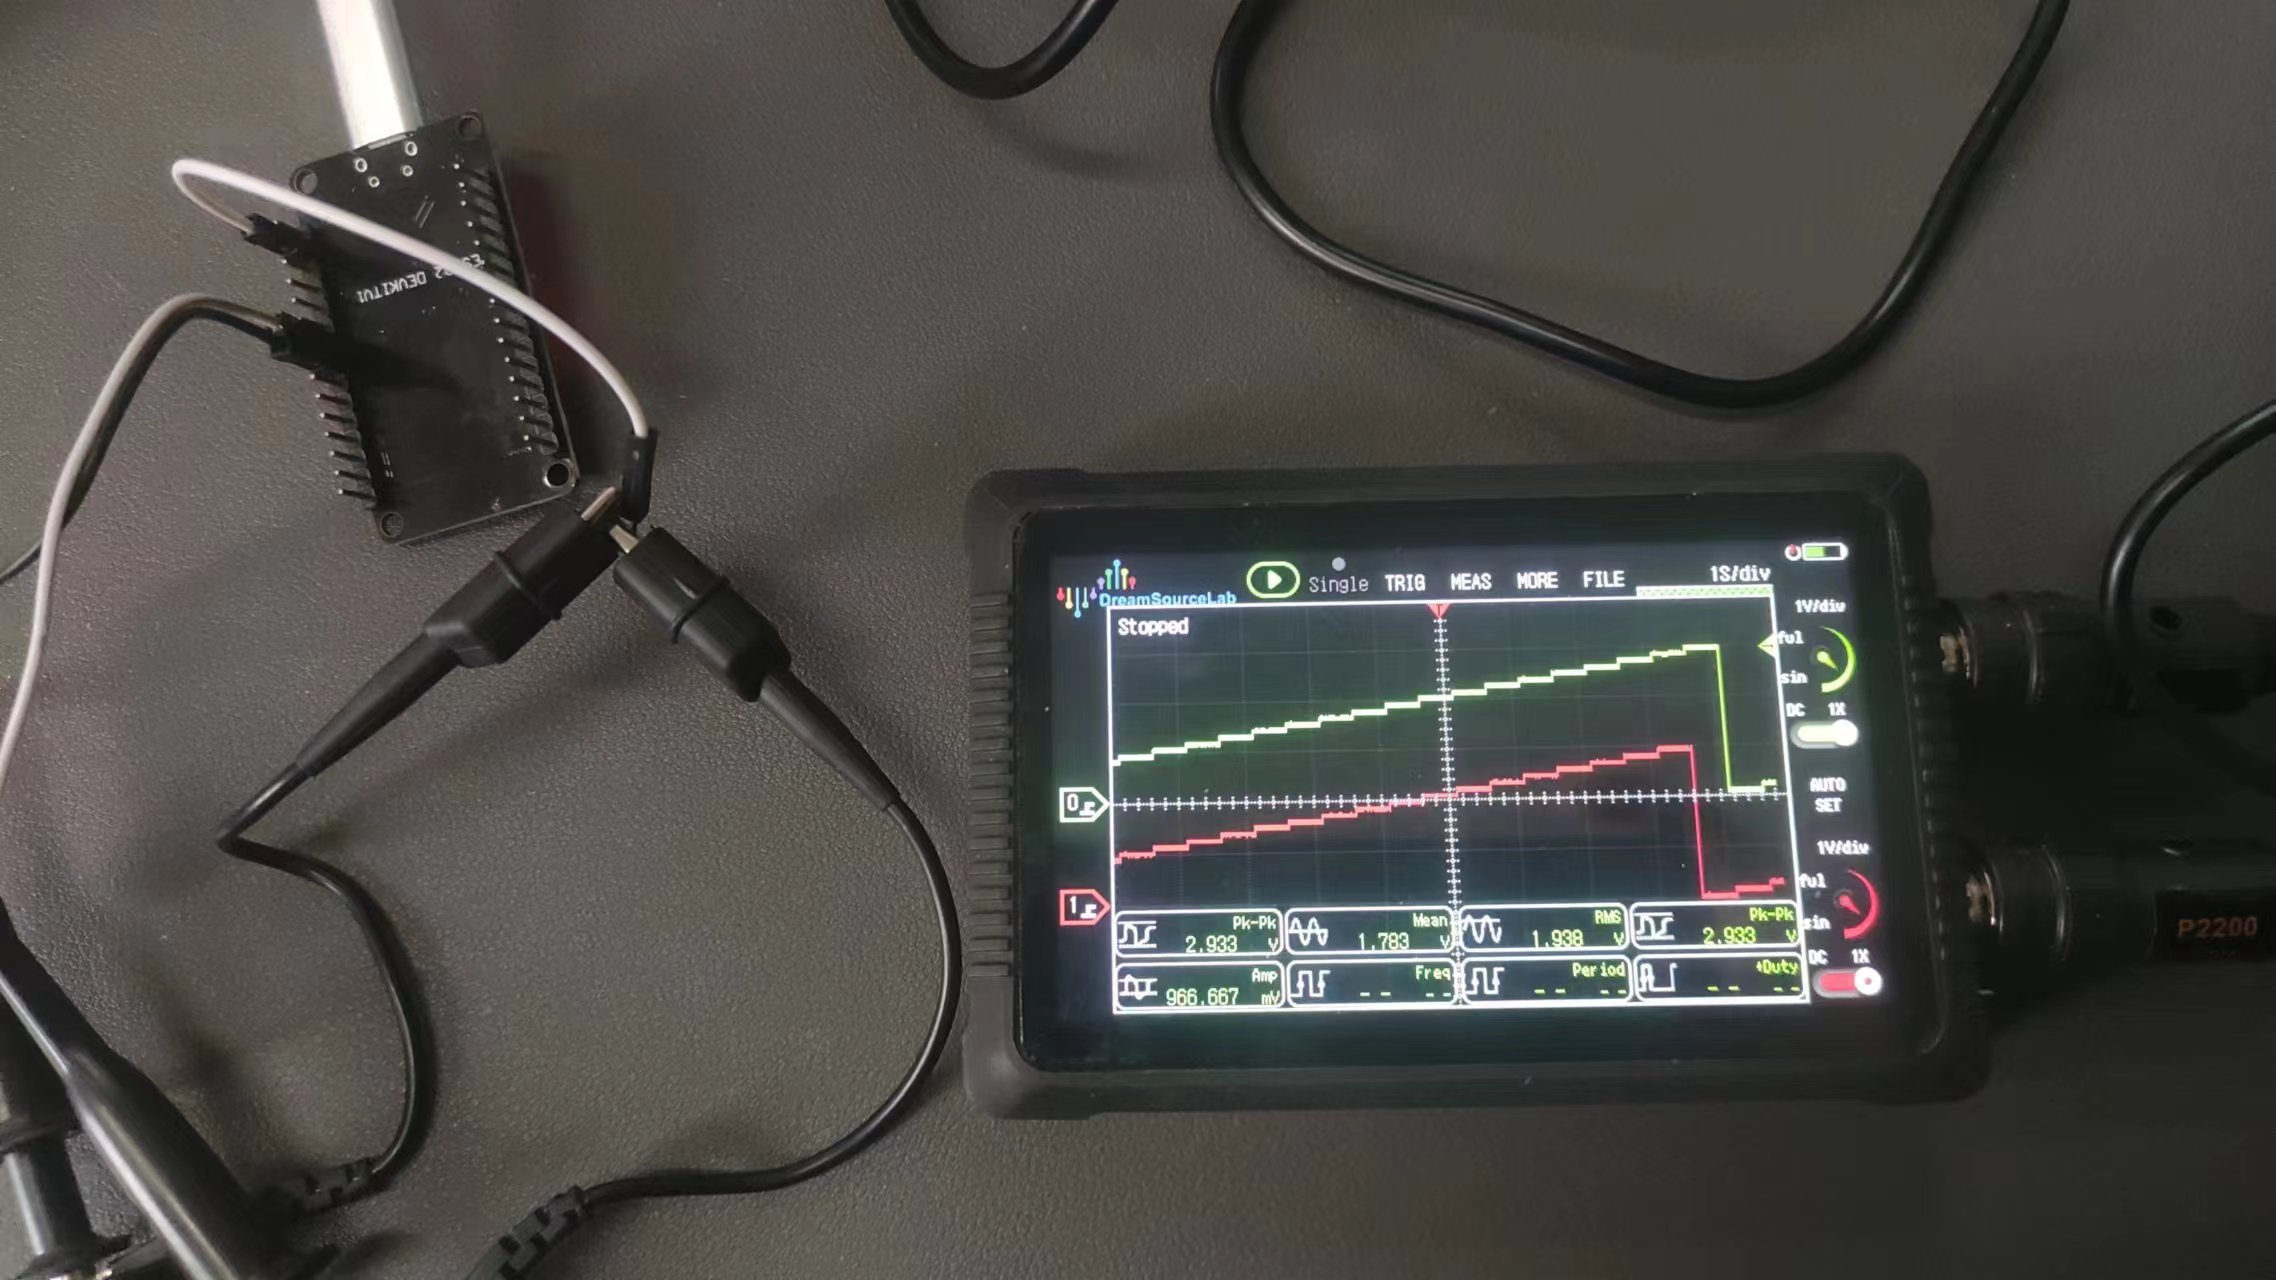 DEVKITV1
DreamSourceLab
Single TRIG MEAS MORE FILE 1S/div
Stopped
1V/div
ful
sin
DC 1X
AUTO
SET
1V/div
ful
sin
DC 1X
0
1
Pk-Pk
2.933 V
Mean
1.783 V
RMS
1.938 V
Pk-Pk
2.933 V
Amp
966.667 mV
Freq
-- --
Period
-- --
+Duty
-- --
P2200